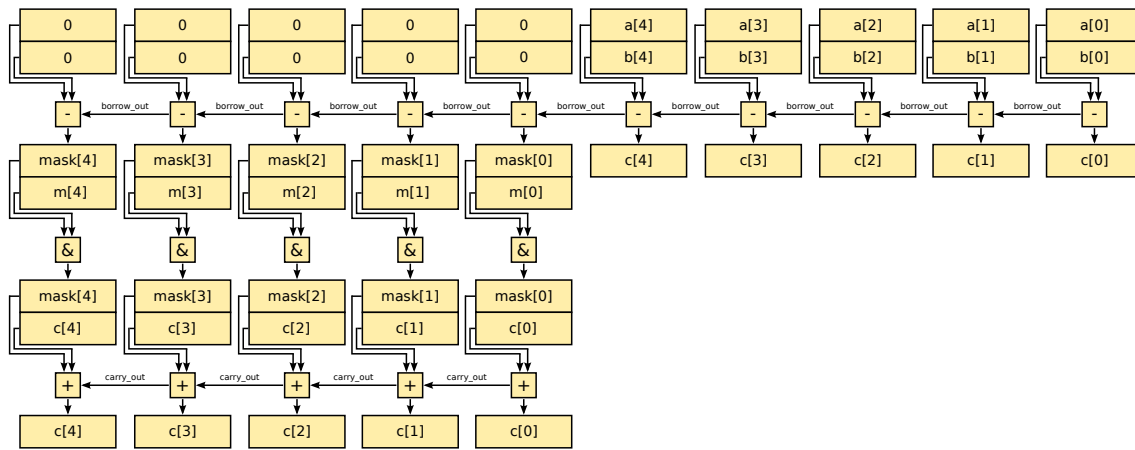 0 0 0 0 0 a[4] a[3] a[2] a[1] a[0]
0 0 0 0 0 b[4] b[3] b[2] b[1] b[0]
- borrow_out - borrow_out - borrow_out - borrow_out - borrow_out - borrow_out - borrow_out - borrow_out - borrow_out -
mask[4] mask[3] mask[2] mask[1] mask[0] c[4] c[3] c[2] c[1] c[0]
m[4] m[3] m[2] m[1] m[0]
& & & & &
mask[4] mask[3] mask[2] mask[1] mask[0]
c[4] c[3] c[2] c[1] c[0]
+ carry_out + carry_out + carry_out + carry_out +
c[4] c[3] c[2] c[1] c[0]